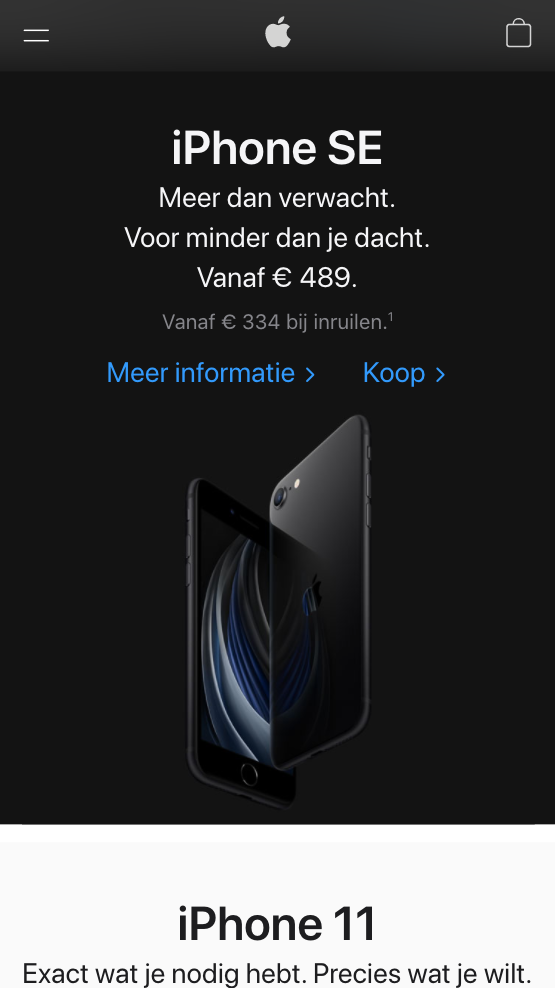 iPhone SE
Meer dan verwacht.
Voor minder dan je dacht.
Vanaf € 489.
Vanaf € 334 bij inruilen.¹
Meer informatie > Koop >
iPhone 11
Exact wat je nodig hebt. Precies wat je wilt.